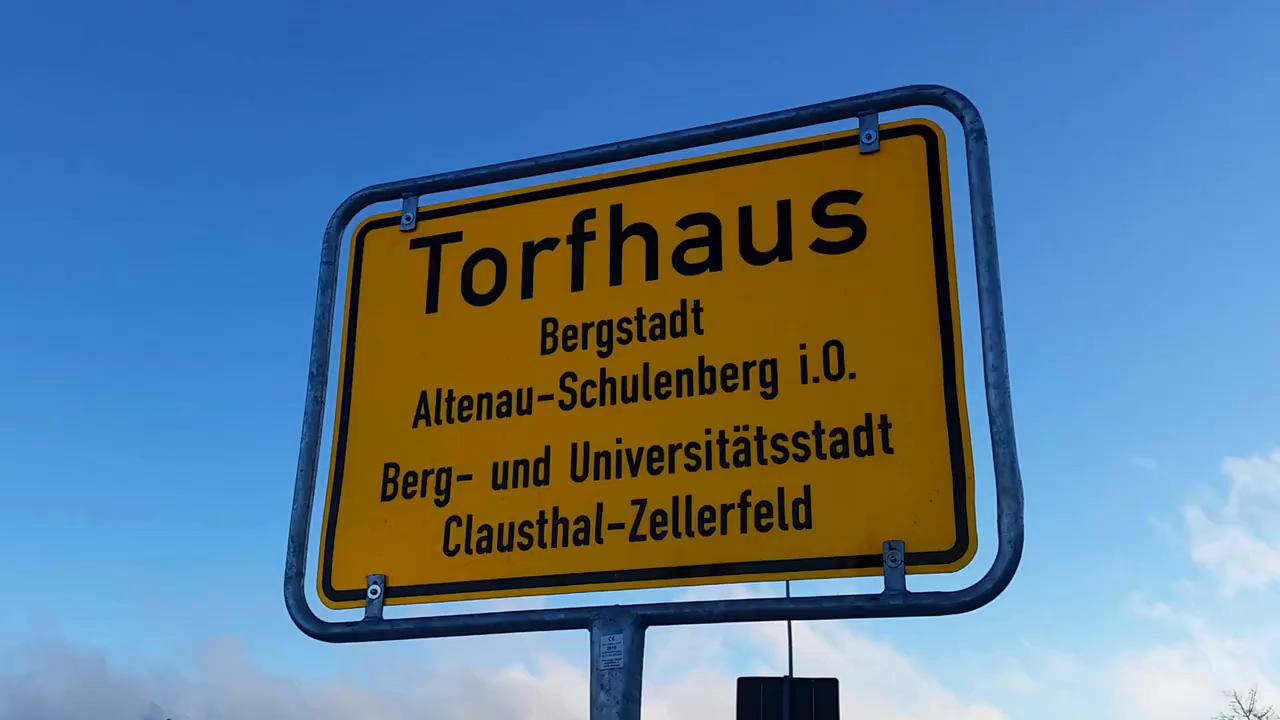 Torfhaus
Bergstadt
Altenau-Schulenberg i.O.
Berg- und Universitätsstadt
Clausthal-Zellerfeld